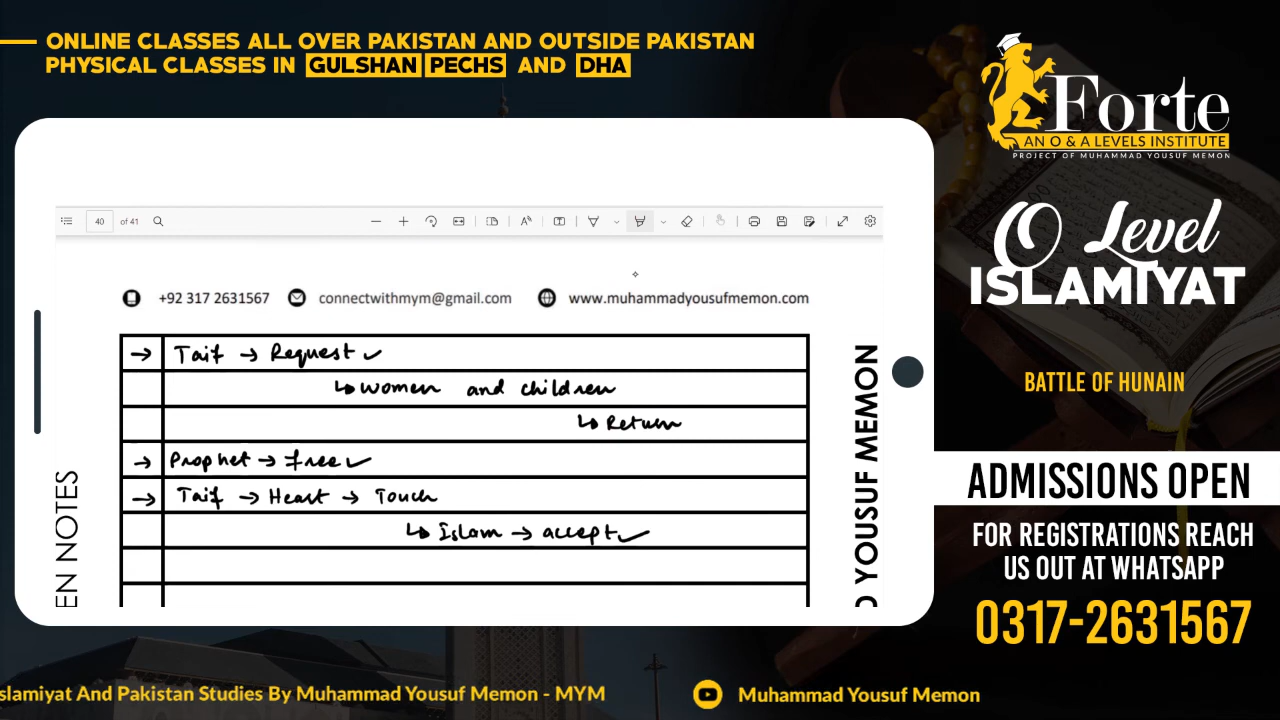 ONLINE CLASSES ALL OVER PAKISTAN AND OUTSIDE PAKISTAN
PHYSICAL CLASSES IN GULSHAN PECHS AND DHA
Forte
AN O & A LEVELS INSTITUTE
PROJECT OF MUHAMMAD YOUSUF MEMON
O Level
ISLAMIYAT
BATTLE OF HUNAIN
ADMISSIONS OPEN
FOR REGISTRATIONS REACH
US OUT AT WHATSAPP
0317-2631567
40 of 41
+92 317 2631567 connectwithmym@gmail.com www.muhammadyousufmemon.com
→ Taif → Request ✓
↳ women and children
↳ Return
→ Prophet → free ✓
→ Taif → Heart → Touch
↳ Islam → accept ✓
EN NOTES
YOUSUF MEMON
slamiyat And Pakistan Studies By Muhammad Yousuf Memon - MYM
Muhammad Yousuf Memon